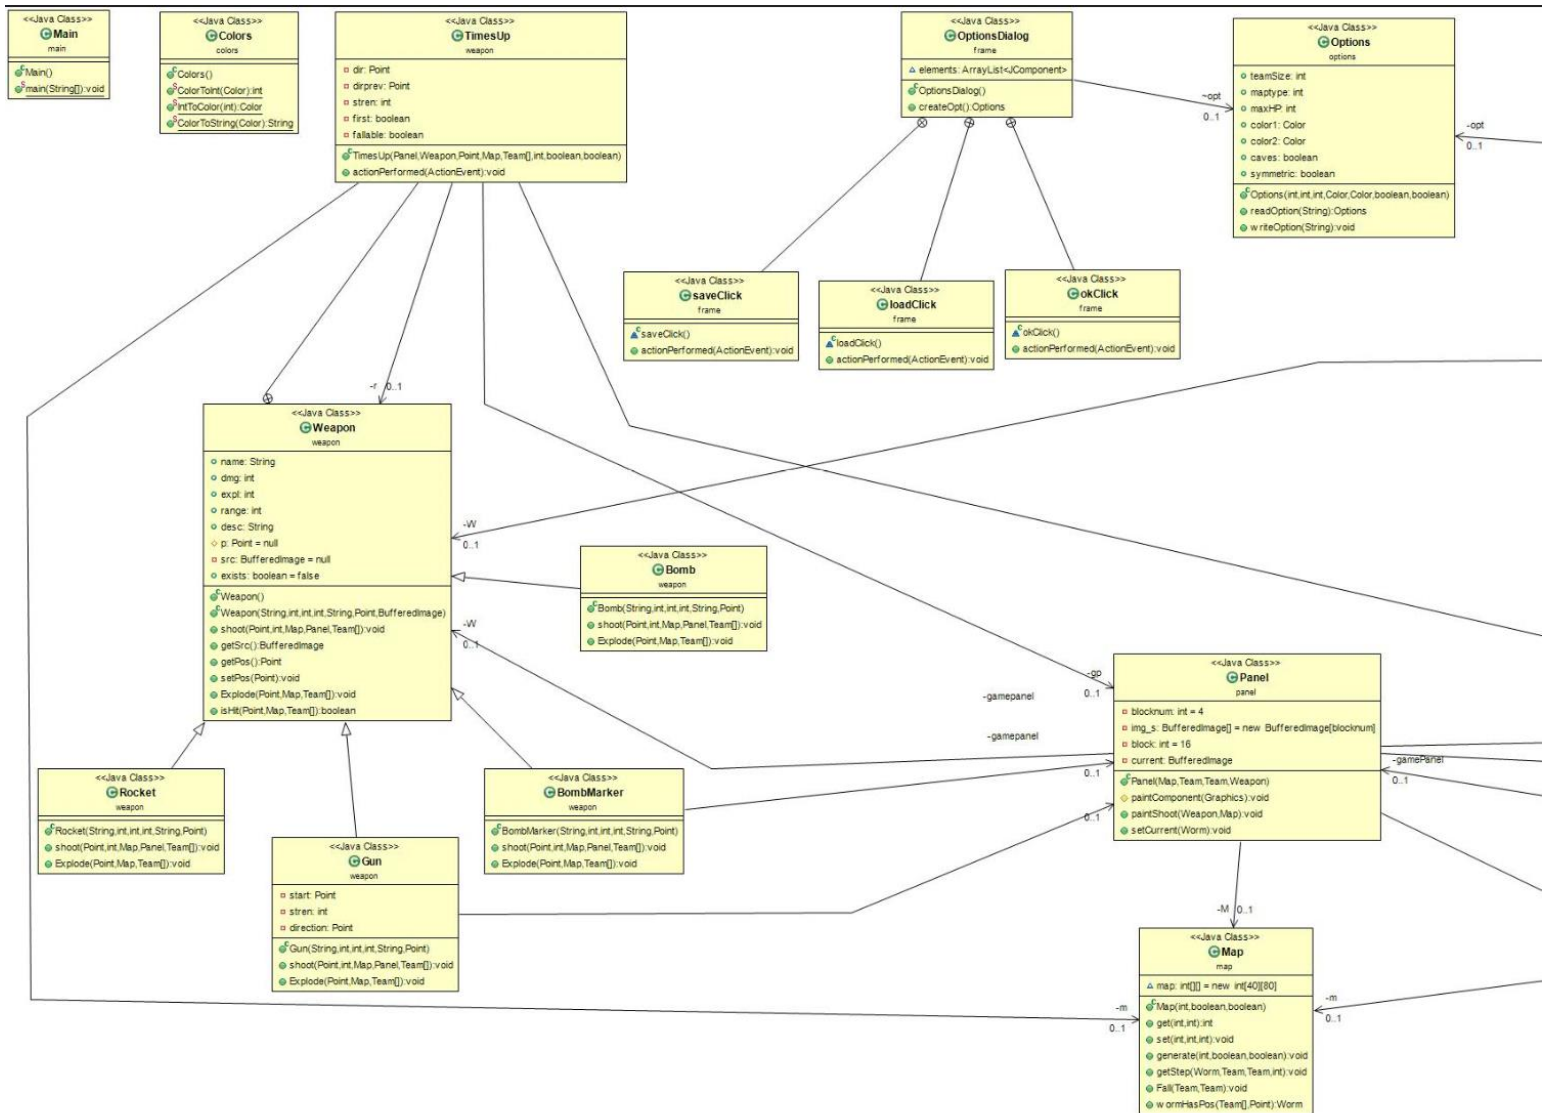 <<Java Class>>
Main
main
Main()
main(String[]):void
<<Java Class>>
Colors
colors
Colors()
ColorToInt(Color):int
IntToColor(int):Color
ColorToString(Color):String
<<Java Class>>
TimesUp
weapon
dir: Point
dirprev: Point
stren: int
first: boolean
fallable: boolean
TimesUp(Panel,Weapon,Point,Map,Team[],int,boolean,boolean)
actionPerformed(ActionEvent):void
<<Java Class>>
OptionsDialog
frame
elements: ArrayList<JComponent>
OptionsDialog()
createOpt():Options
~opt
0..1
<<Java Class>>
Options
options
teamSize: int
maptype: int
maxHP: int
color1: Color
color2: Color
caves: boolean
symmetric: boolean
Options(int,int,int,Color,Color,boolean,boolean)
readOption(String):Options
writeOption(String):void
-opt
0..1
<<Java Class>>
saveClick
frame
saveClick()
actionPerformed(ActionEvent):void
<<Java Class>>
loadClick
frame
loadClick()
actionPerformed(ActionEvent):void
<<Java Class>>
okClick
frame
okClick()
actionPerformed(ActionEvent):void
-r 0..1
<<Java Class>>
Weapon
weapon
name: String
dmg: int
expl: int
range: int
desc: String
p: Point = null
src: BufferedImage = null
exists: boolean = false
Weapon()
Weapon(String,int,int,int,String,Point,BufferedImage)
shoot(Point,int,Map,Panel,Team[]):void
getSrc():BufferedImage
getPos():Point
setPos(Point):void
Explode(Point,Map,Team[]):void
isHit(Point,Map,Team[]):boolean
-W
0..1
-W
0..1
<<Java Class>>
Bomb
weapon
Bomb(String,int,int,int,String,Point)
shoot(Point,int,Map,Panel,Team[]):void
Explode(Point,Map,Team[]):void
<<Java Class>>
Rocket
weapon
Rocket(String,int,int,int,String,Point)
shoot(Point,int,Map,Panel,Team[]):void
Explode(Point,Map,Team[]):void
<<Java Class>>
Gun
weapon
start: Point
stren: int
direction: Point
Gun(String,int,int,int,String,Point)
shoot(Point,int,Map,Panel,Team[]):void
Explode(Point,Map,Team[]):void
<<Java Class>>
BombMarker
weapon
BombMarker(String,int,int,int,String,Point)
shoot(Point,int,Map,Panel,Team[]):void
Explode(Point,Map,Team[]):void
-gp
0..1
-gamepanel
-gamepanel
0..1
0..1
<<Java Class>>
Panel
panel
blocknum: int = 4
img_s: BufferedImage[] = new BufferedImage[blocknum]
block: int = 16
current: BufferedImage
Panel(Map,Team,Team,Weapon)
paintComponent(Graphics):void
paintShoot(Weapon,Map):void
setCurrent(Worm):void
-gamePanel
0..1
-M 0..1
<<Java Class>>
Map
map
map: int[][] = new int[40][80]
Map(int,boolean,boolean)
get(int,int):int
set(int,int,int):void
generate(int,boolean,boolean):void
getStep(Worm,Team,Team,int):void
Fall(Team,Team):void
wormHasPos(Team[],Point):Worm
-m
0..1
-m
0..1